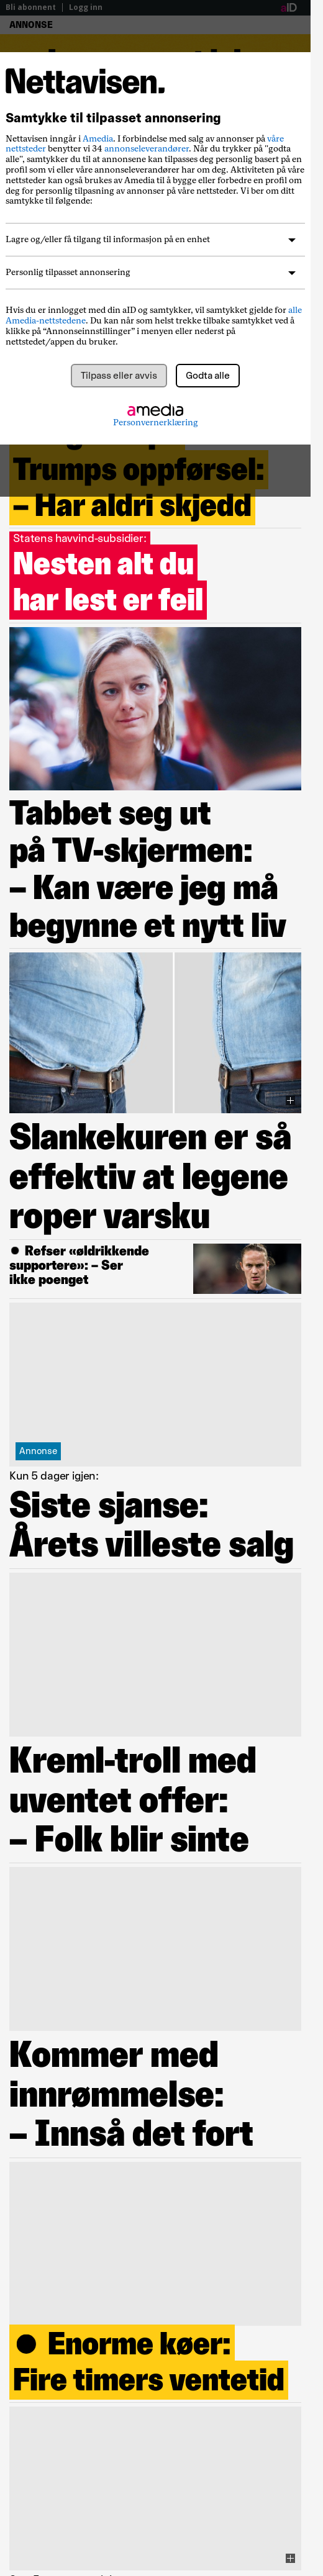 Bli abonnent | Logg inn
aID
ANNONSE
Nettavisen.
Samtykke til tilpasset annonsering
Nettavisen inngår i Amedia. I forbindelse med salg av annonser på våre
nettsteder benytter vi 34 annonseleverandører. Når du trykker på "godta
alle", samtykker du til at annonsene kan tilpasses deg personlig basert på en
profil som vi eller våre annonseleverandører har om deg. Aktiviteten på våre
nettsteder kan også brukes av Amedia til å bygge eller forbedre en profil om
deg for personlig tilpasning av annonser på våre nettsteder. Vi ber om ditt
samtykke til følgende:
Lagre og/eller få tilgang til informasjon på en enhet
Personlig tilpasset annonsering
Hvis du er innlogget med din aID og samtykker, vil samtykket gjelde for alle
Amedia-nettstedene. Du kan når som helst trekke tilbake samtykket ved å
klikke på “Annonseinnstillinger” i menyen eller nederst på
nettstedet/appen du bruker.
Tilpass eller avvis
Godta alle
amedia
Personvernerklæring
Trumps oppførsel:
– Har aldri skjedd
Statens havvind-subsidier:
Nesten alt du
har lest er feil
Tabbet seg ut
på TV-skjermen:
– Kan være jeg må
begynne et nytt liv
Slankekuren er så
effektiv at legene
roper varsku
Refser «øldrikkende
supportere»: – Ser
ikke poenget
Annonse
Kun 5 dager igjen:
Siste sjanse:
Årets villeste salg
Kreml-troll med
uventet offer:
– Folk blir sinte
Kommer med
innrømmelse:
– Innså det fort
Enorme køer:
Fire timers ventetid